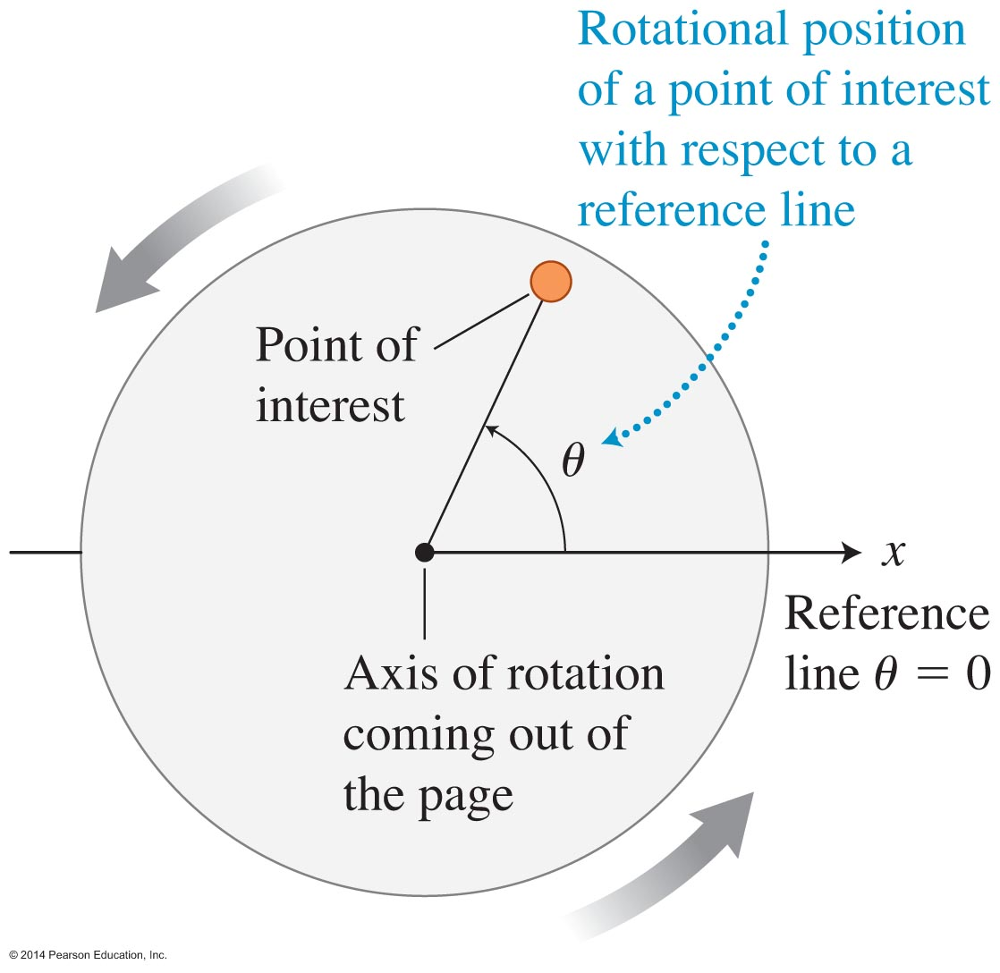 Rotational position
of a point of interest
with respect to a
reference line
Point of
interest
θ
x
Reference
line θ = 0
Axis of rotation
coming out of
the page
© 2014 Pearson Education, Inc.